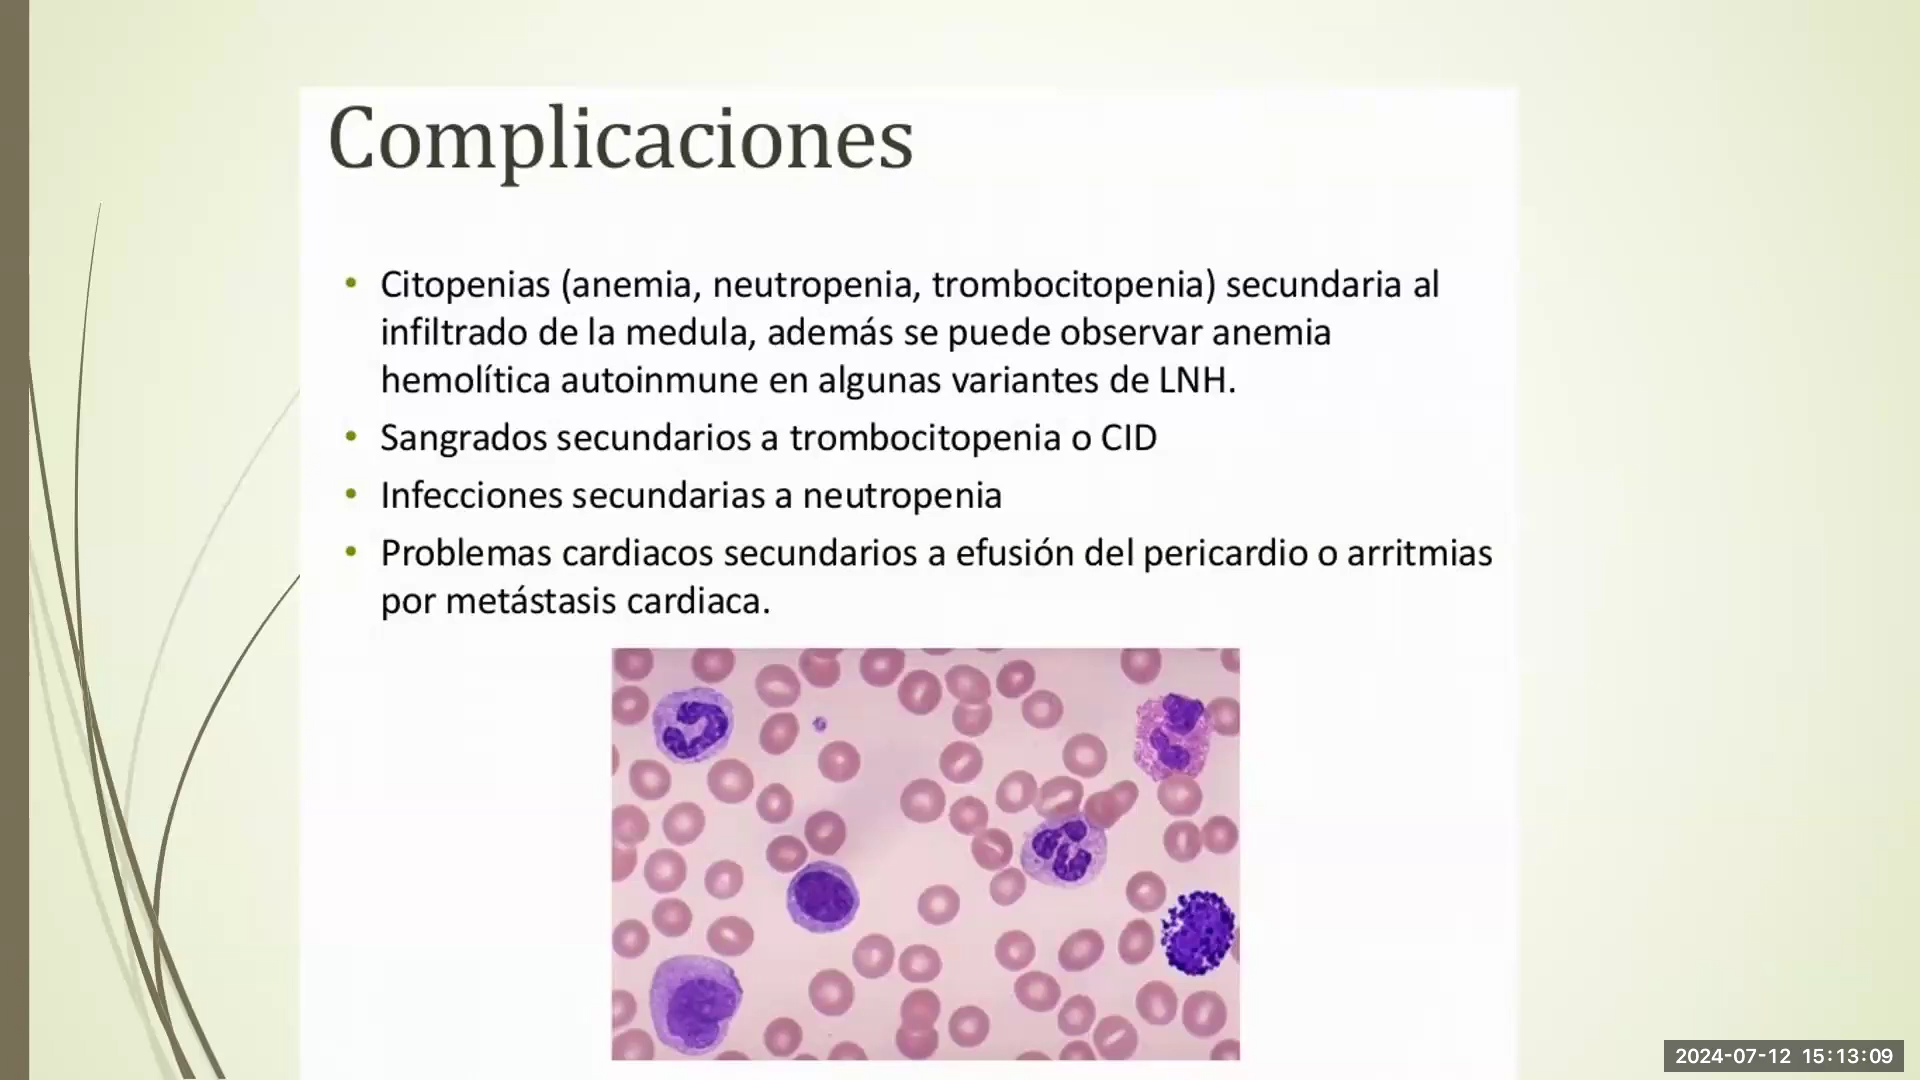 Complicaciones
• Citopenias (anemia, neutropenia, trombocitopenia) secundaria al
infiltrado de la medula, además se puede observar anemia
hemolítica autoinmune en algunas variantes de LNH.
• Sangrados secundarios a trombocitopenia o CID
• Infecciones secundarias a neutropenia
• Problemas cardiacos secundarios a efusión del pericardio o arritmias
por metástasis cardiaca.
2024-07-12 15:13:09